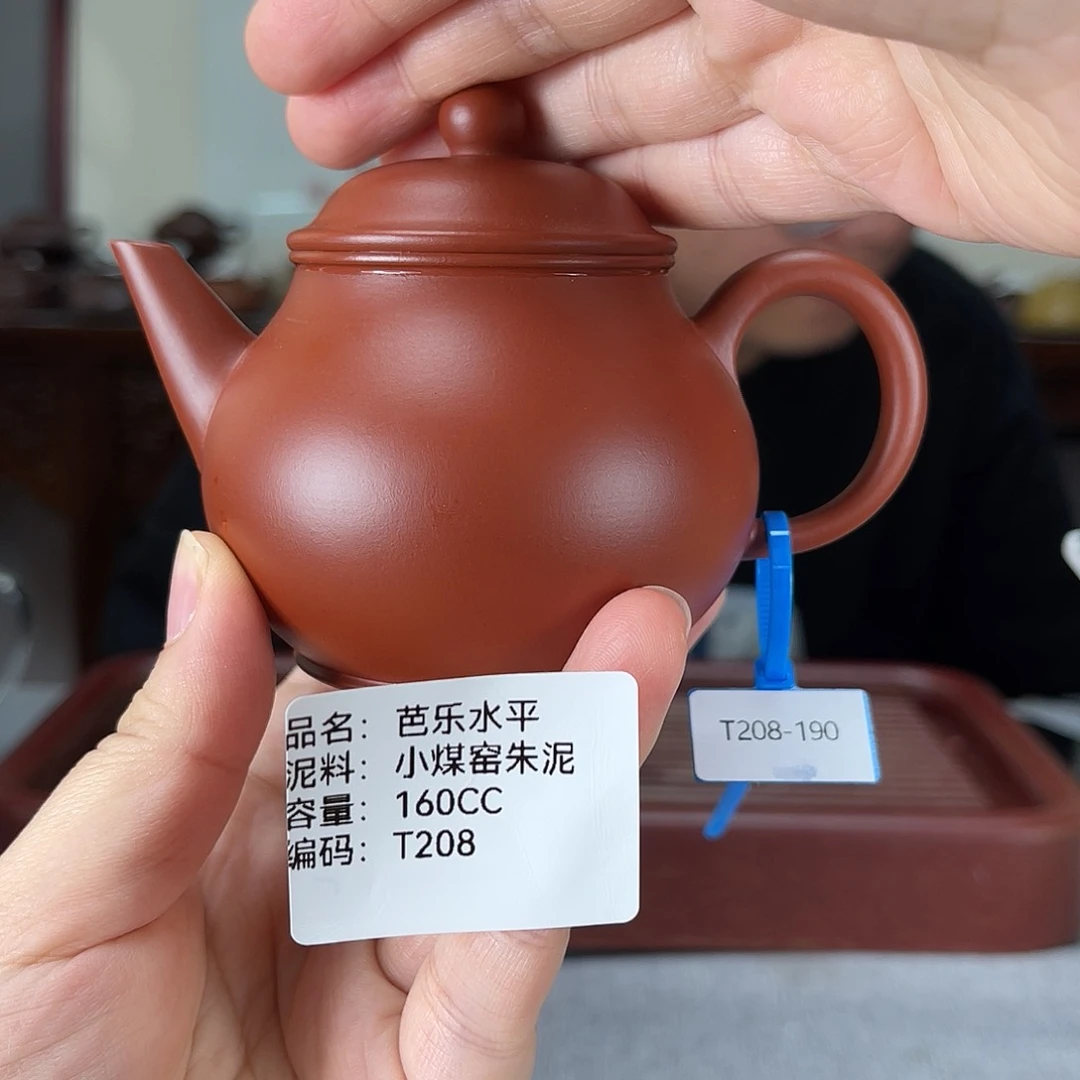 品名：芭乐水平
泥料：小煤窑朱泥
容量：160CC
编码：T208
T208-190